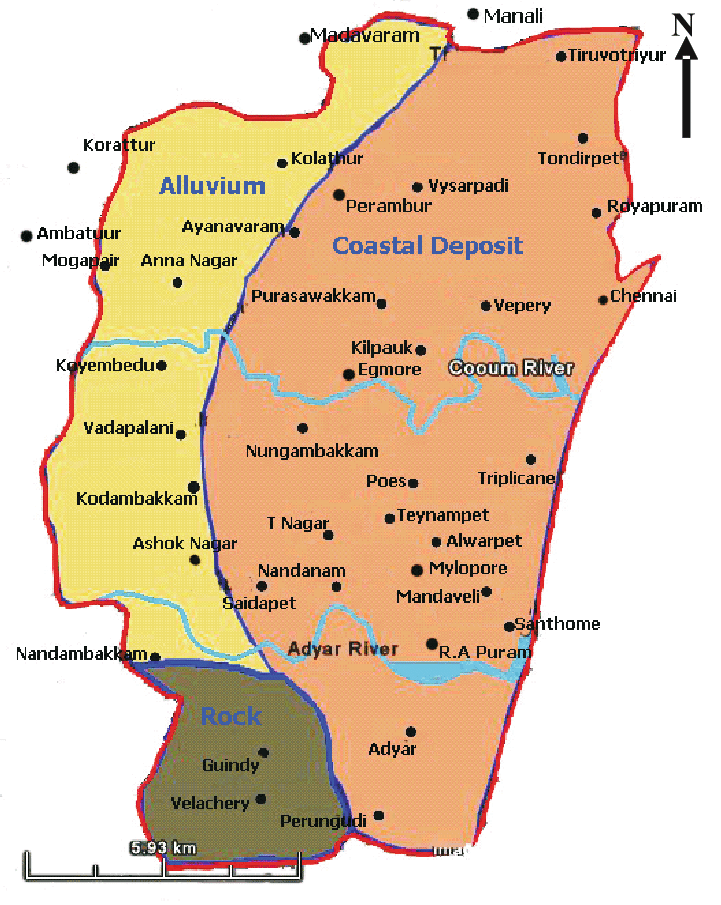 Manali
N
Madavaram
Tiruvotriyur
Korattur
Kolathur
Tondirpet
Alluvium
Vysarpadi
Perambur
Royapuram
Ayanavaram
Ambatuur
Coastal Deposit
Mogapair
Anna Nagar
Purasawakkam
Vepery
Chennai
Kilpauk
Koyembedu
Egmore
Cooum River
Vadapalani
Nungambakkam
Triplicane
Kodambakkam
Poes
T Nagar
Teynampet
Ashok Nagar
Alwarpet
Nandanam
Mylopore
Saidapet
Mandaveli
Santhome
Adyar River
Nandambakkam
R.A Puram
Rock
Adyar
Guindy
Velachery
Perungudi
5.93 km